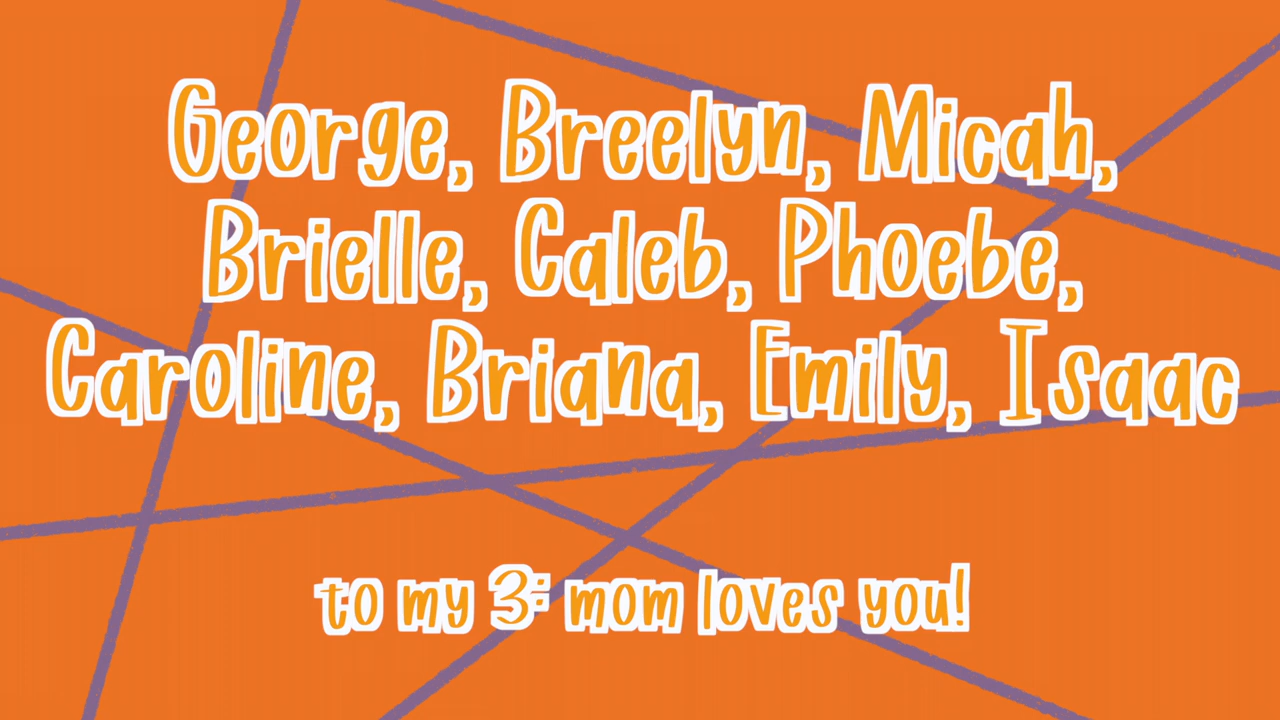 George, Breelyn, Micah,
Brielle, Caleb, Phoebe,
Caroline, Briana, Emily, Isaac
to my 3: mom loves you!